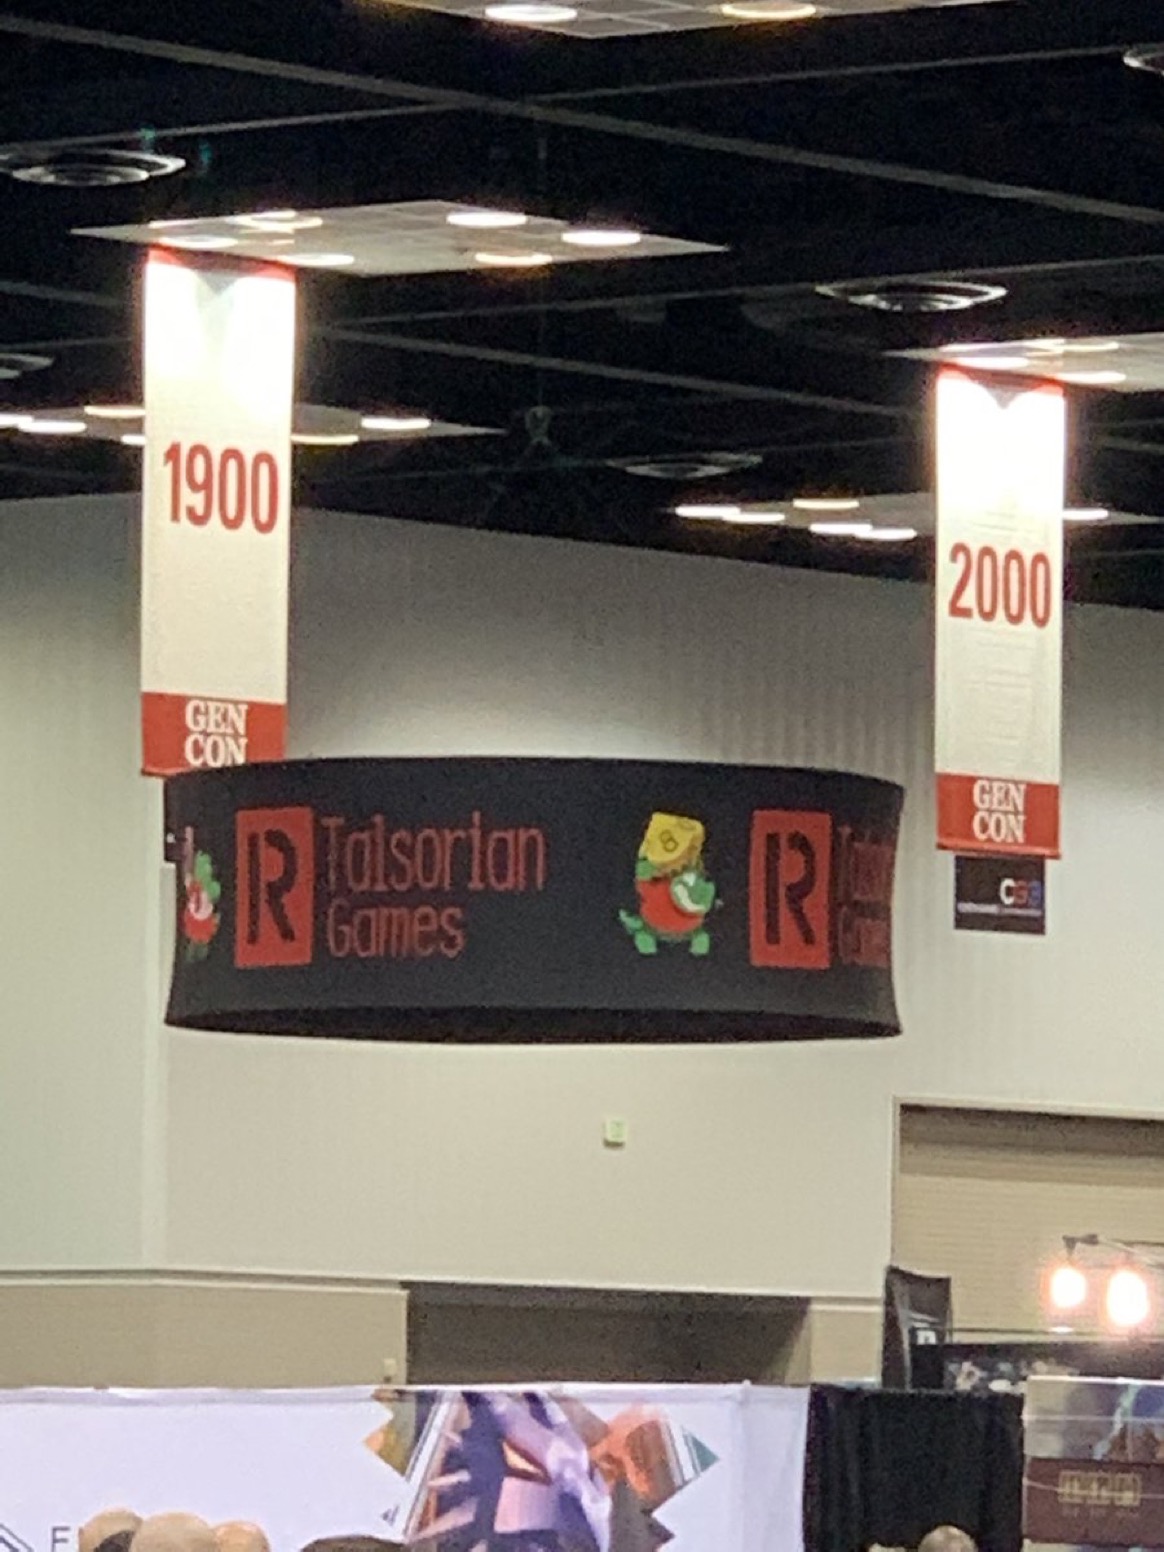 1900
GEN
CON
2000
GEN
CON
R Talsorian
Games
8
R